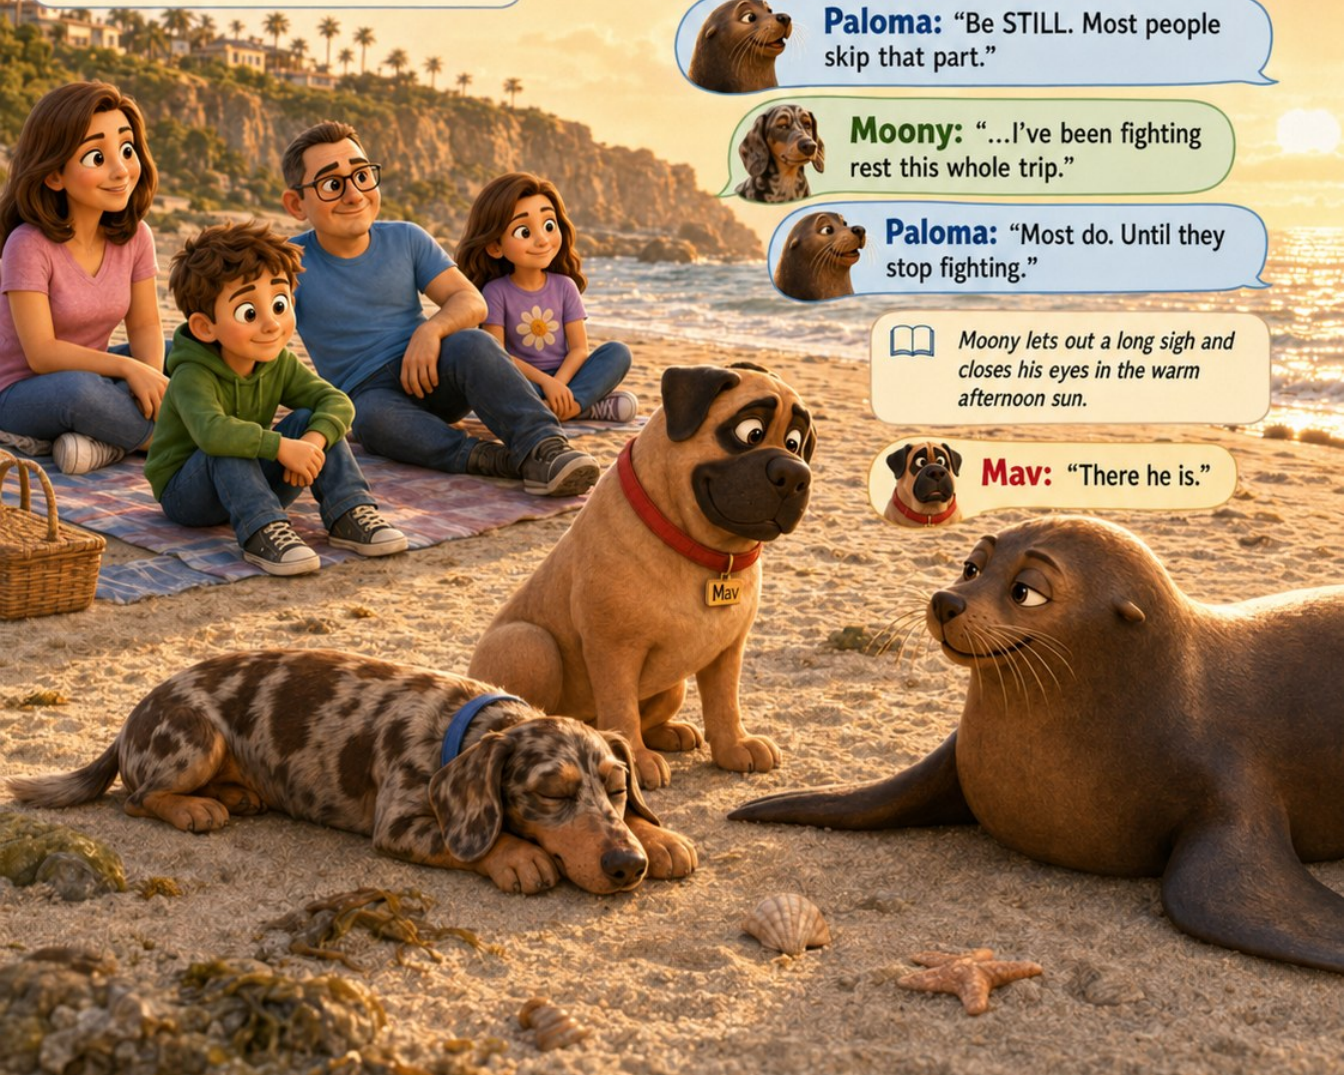 Paloma: “Be STILL. Most people
skip that part.”
Moony: “...I’ve been fighting
rest this whole trip.”
Paloma: “Most do. Until they
stop fighting.”
Moony lets out a long sigh and
closes his eyes in the warm
afternoon sun.
Mav: “There he is.”
Mav